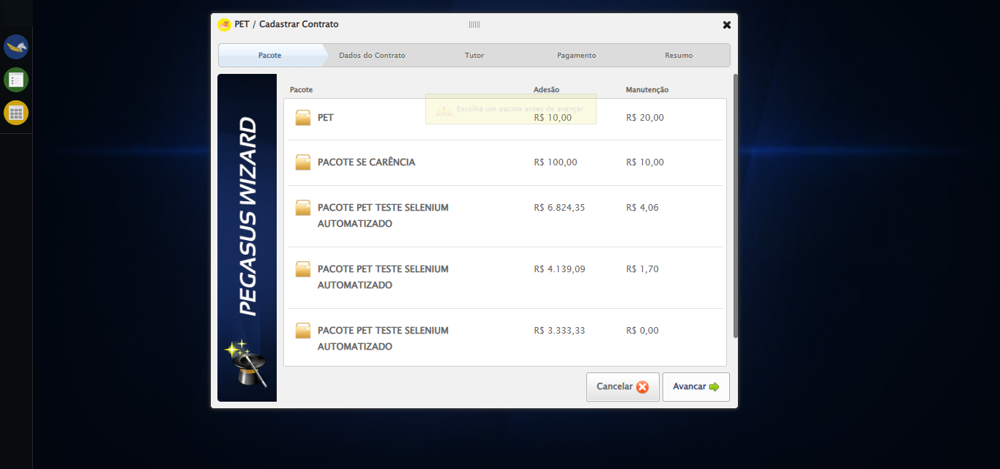 PET / Cadastrar Contrato
Pacote
Dados do Contrato
Tutor
Pagamento
Resumo
PEGASUS WIZARD
Pacote
Adesão
Manutenção
Escolha um pacote antes de avançar.
PET
R$ 10,00
R$ 20,00
PACOTE SE CARÊNCIA
R$ 100,00
R$ 10,00
PACOTE PET TESTE SELENIUM
AUTOMATIZADO
R$ 6.824,35
R$ 4,06
PACOTE PET TESTE SELENIUM
AUTOMATIZADO
R$ 4.139,09
R$ 1,70
PACOTE PET TESTE SELENIUM
AUTOMATIZADO
R$ 3.333,33
R$ 0,00
Cancelar
Avancar